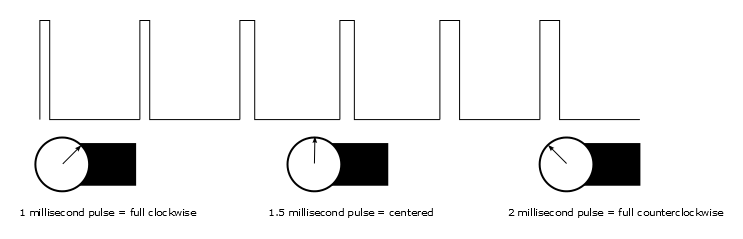 1 millisecond pulse = full clockwise
1.5 millisecond pulse = centered
2 millisecond pulse = full counterclockwise